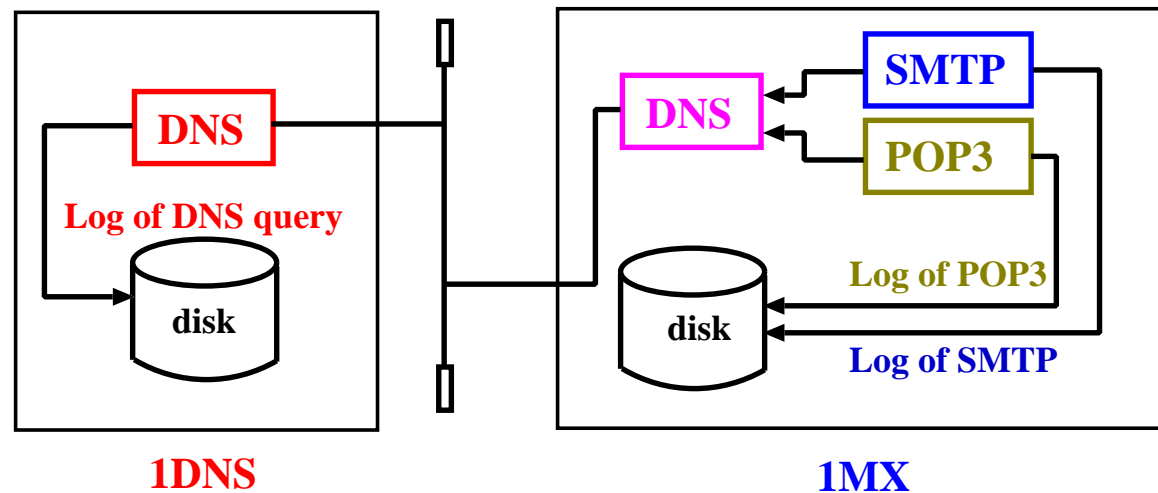 DNS
Log of DNS query
disk
1DNS
SMTP
DNS
POP3
Log of POP3
disk
Log of SMTP
1MX